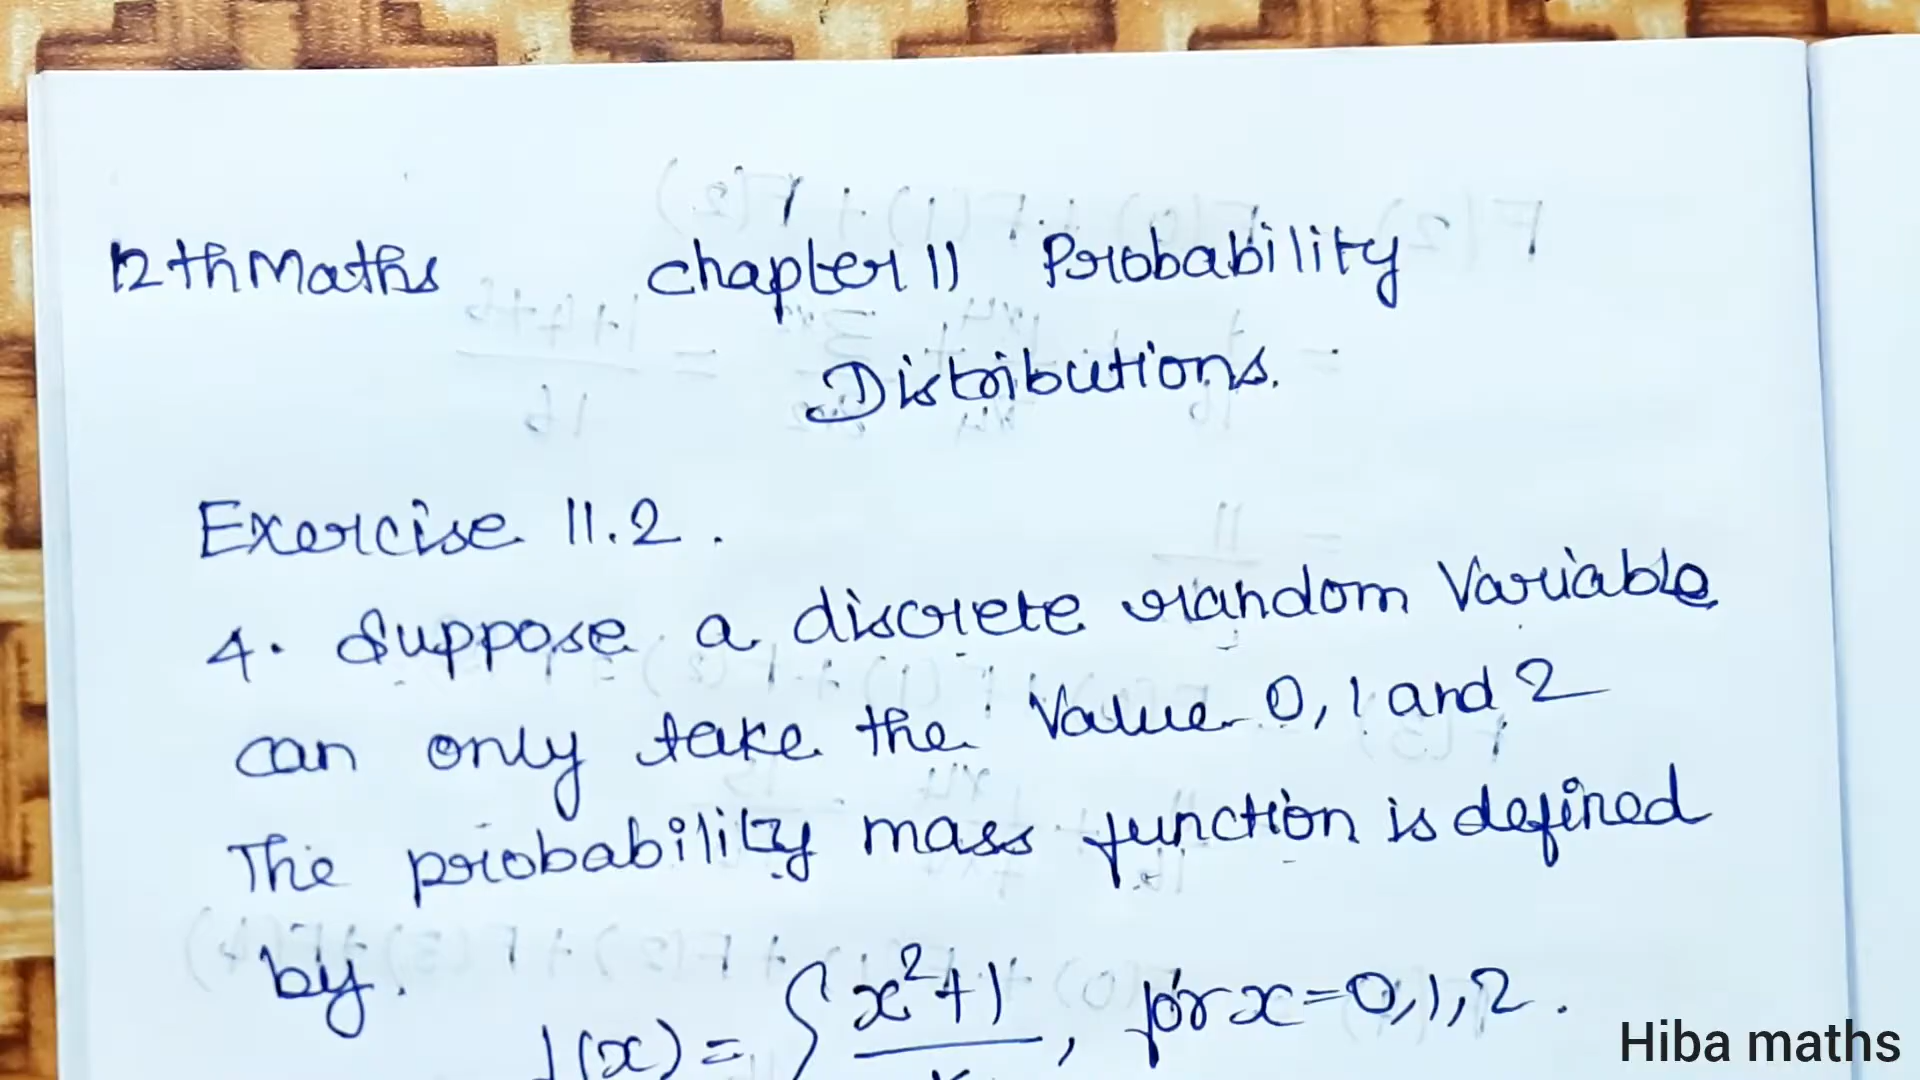 12th Maths chapter 11 Probability
Distributions.
Exercise 11.2.
4. Suppose a discrete random Variable
can only take the Value 0, 1 and 2
The probability mass function is defined
by.
f(x) = { x²+1 / k , for x=0,1,2.
Hiba maths